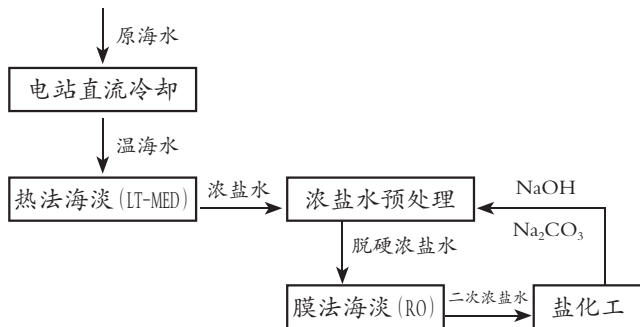 原海水
电站直流冷却
温海水
热法海淡(LT-MED)
浓盐水
浓盐水预处理
NaOH
Na₂CO₃
脱硬浓盐水
膜法海淡(RO)
二次浓盐水
盐化工